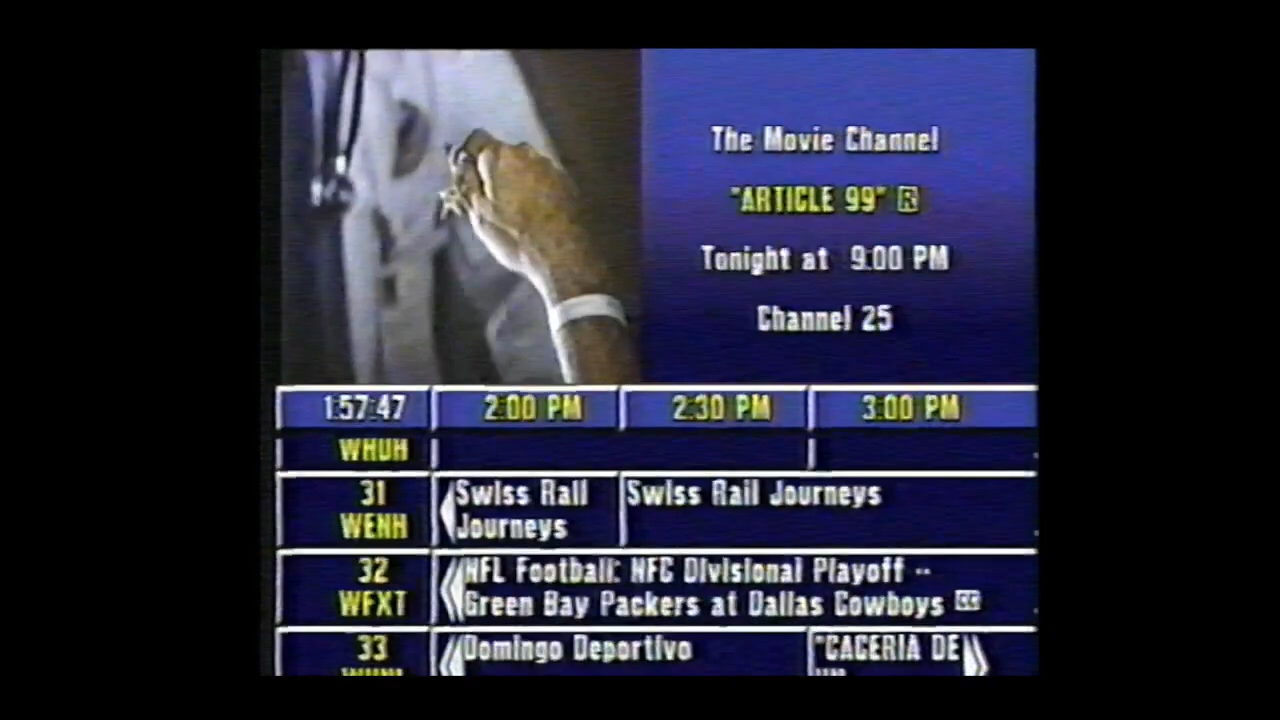 The Movie Channel
"ARTICLE 99" R
Tonight at 9:00 PM
Channel 25
1:57:47 2:00 PM 2:30 PM 3:00 PM
WHDH
31 Swiss Rail Swiss Rail Journeys
WENH Journeys
32 NFL Football: NFC Divisional Playoff --
WFXT Green Bay Packers at Dallas Cowboys CC
33 Domingo Deportivo "CACERIA DE